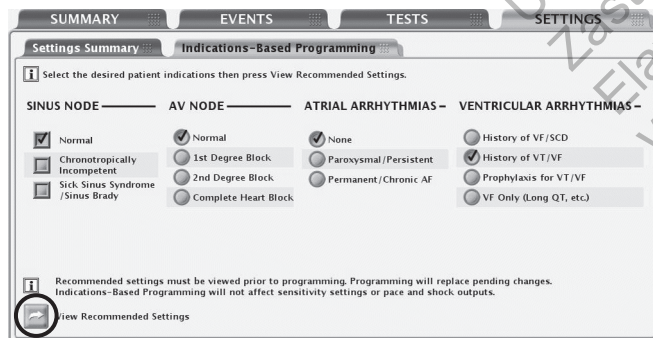 SUMMARY EVENTS TESTS SETTINGS
Settings Summary Indications-Based Programming
i Select the desired patient indications then press View Recommended Settings.
SINUS NODE AV NODE ATRIAL ARRHYTHMIAS VENTRICULAR ARRHYTHMIAS
Normal Normal None History of VF/SCD
Chronotropically 1st Degree Block Paroxysmal/Persistent History of VT/VF
Incompetent
Sick Sinus Syndrome 2nd Degree Block Permanent/Chronic AF Prophylaxis for VT/VF
/Sinus Brady Complete Heart Block VF Only (Long QT, etc.)
i Recommended settings must be viewed prior to programming. Programming will replace pending changes.
Indications-Based Programming will not affect sensitivity settings or pace and shock outputs.
View Recommended Settings